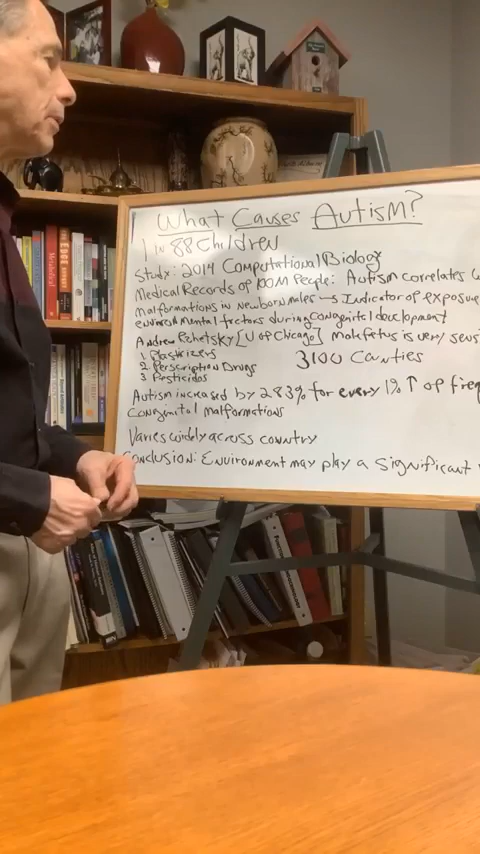 What Causes Autism?
1 in 88 Children
Study: 2014 Computational Biology
Medical Records of 100M People: Autism correlates
malformations in Newborn males → Indicator of exposure
environmental factors during congenital development
Andrew Rzhetsky [U of Chicago] male fetus is very
1. Plasticizers
2. Perscription Drugs
3. Pesticides
3100 Counties
Autism increased by 283% for every 1% ↑ of
Congenital malformations
Varies widely across country
Conclusion: Environment may play a significant